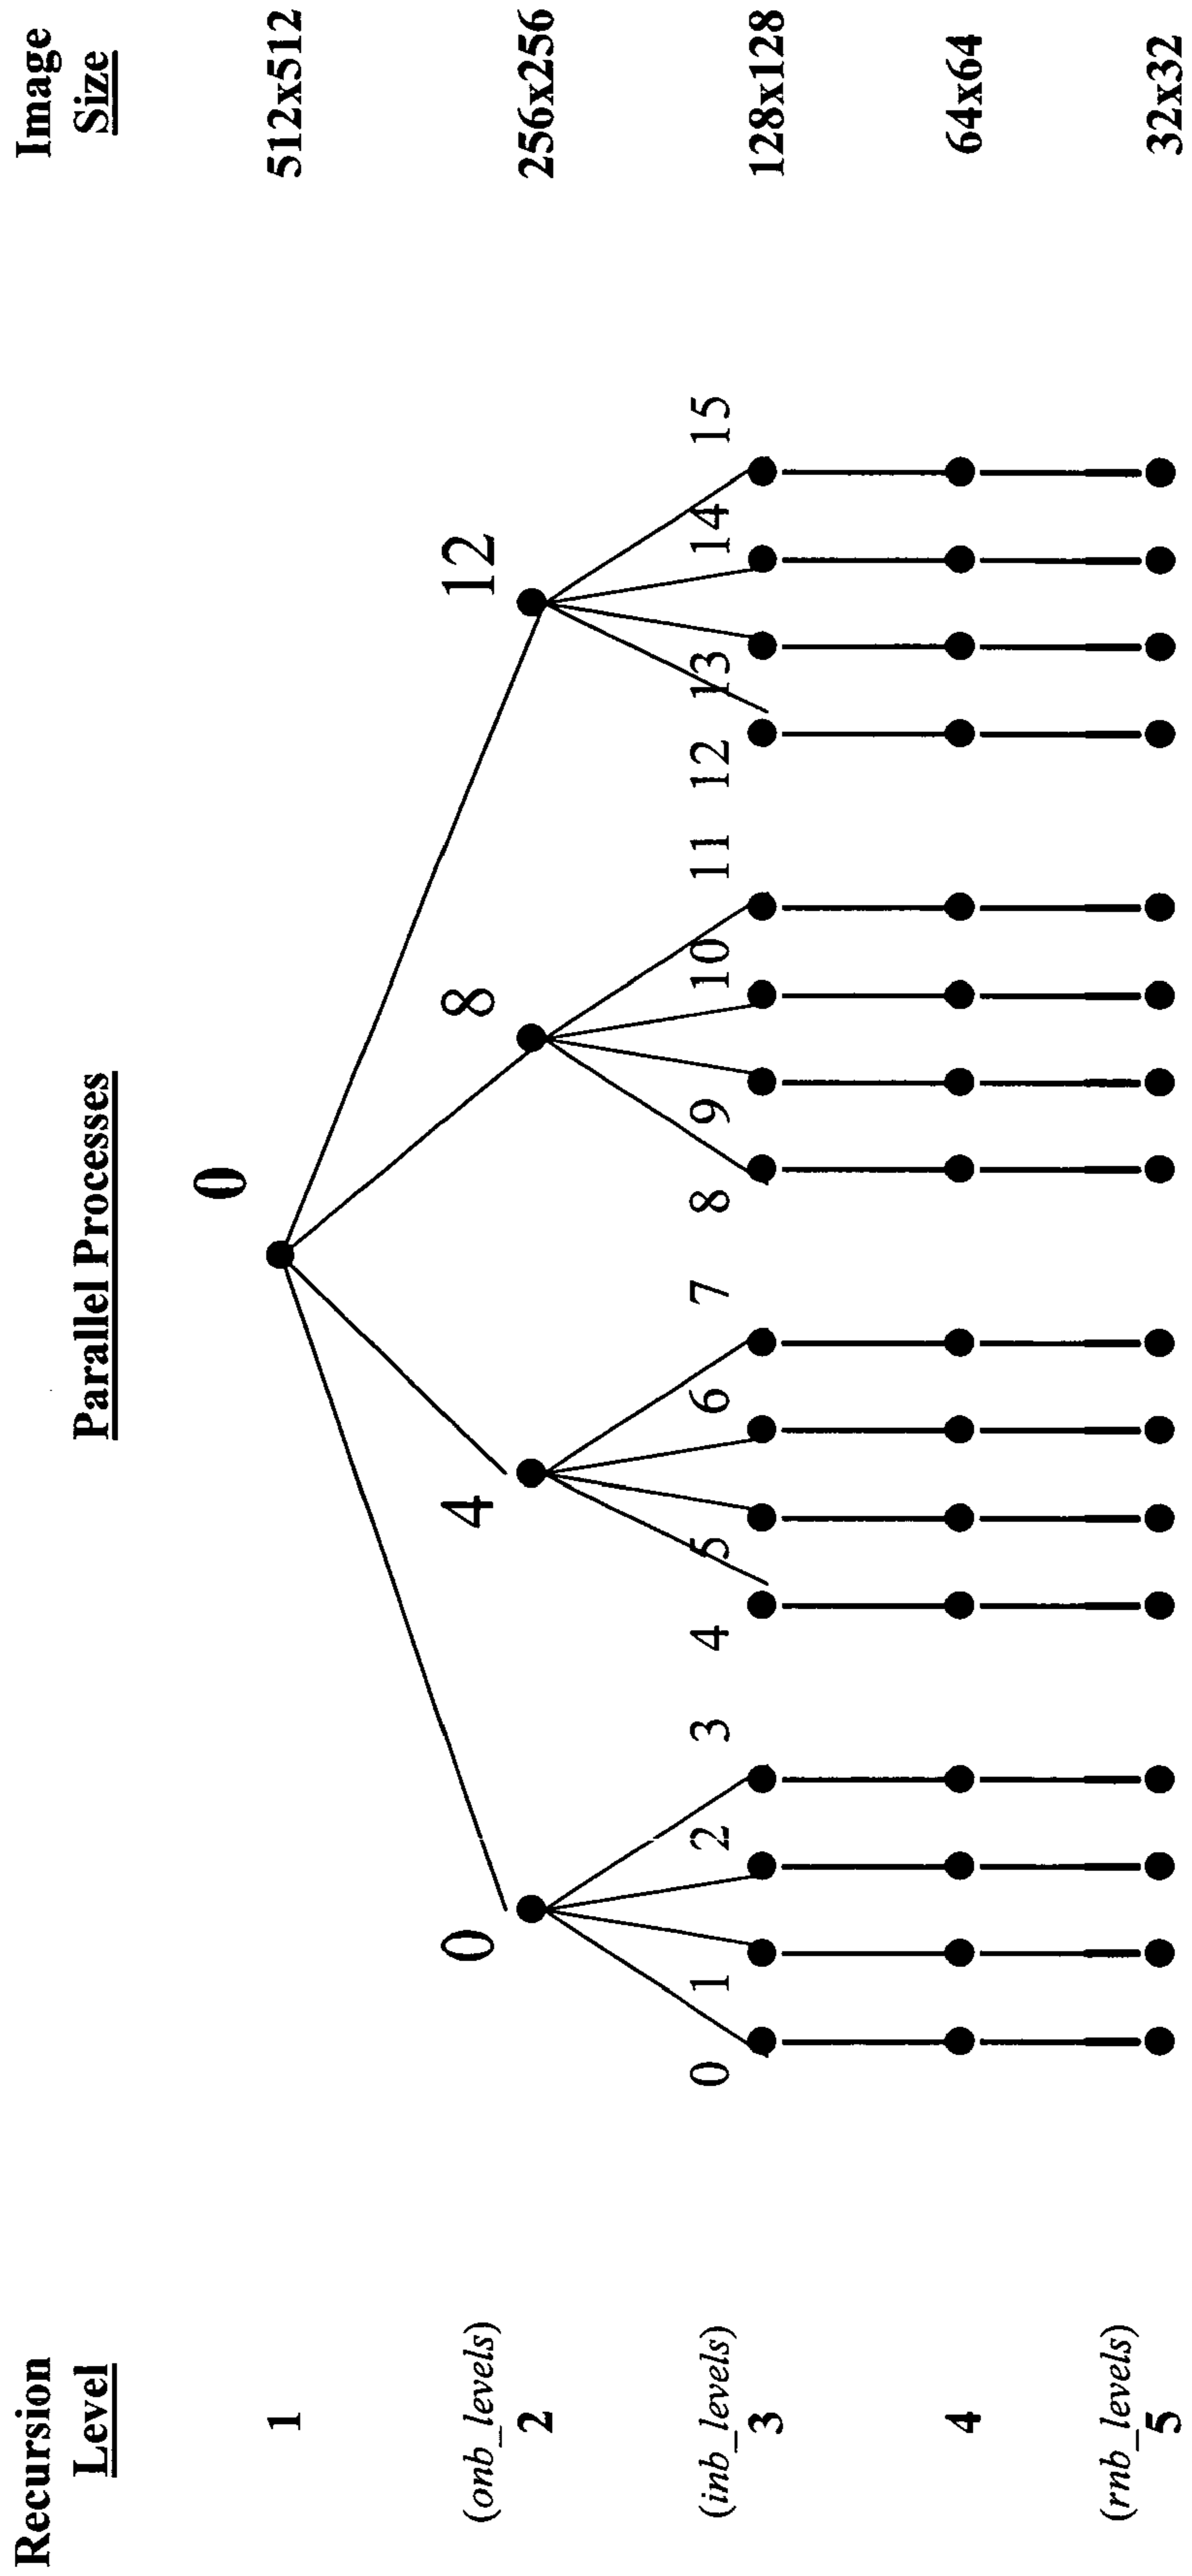 Recursion
Level
Parallel Processes
Image
Size
0
1
512x512
(onb_levels)
0
4
8
12
2
256x256
(inb_levels)
0
1
2
3
4
5
6
7
8
9
10
11
12
13
14
15
3
128x128
4
64x64
(rnb_levels)
5
32x32